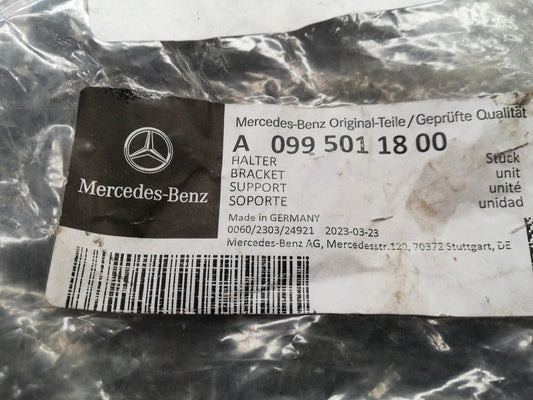 Mercedes-Benz Original-Teile/Geprüfte Qualität
A 099 501 18 00
HALTER Stück
BRACKET unit
SUPPORT unité
SOPORTE unidad
Made in GERMANY
0060/2303/24921 2023-03-23
Mercedes-Benz AG, Mercedesstr.120, 70372 Stuttgart, DE
Mercedes-Benz